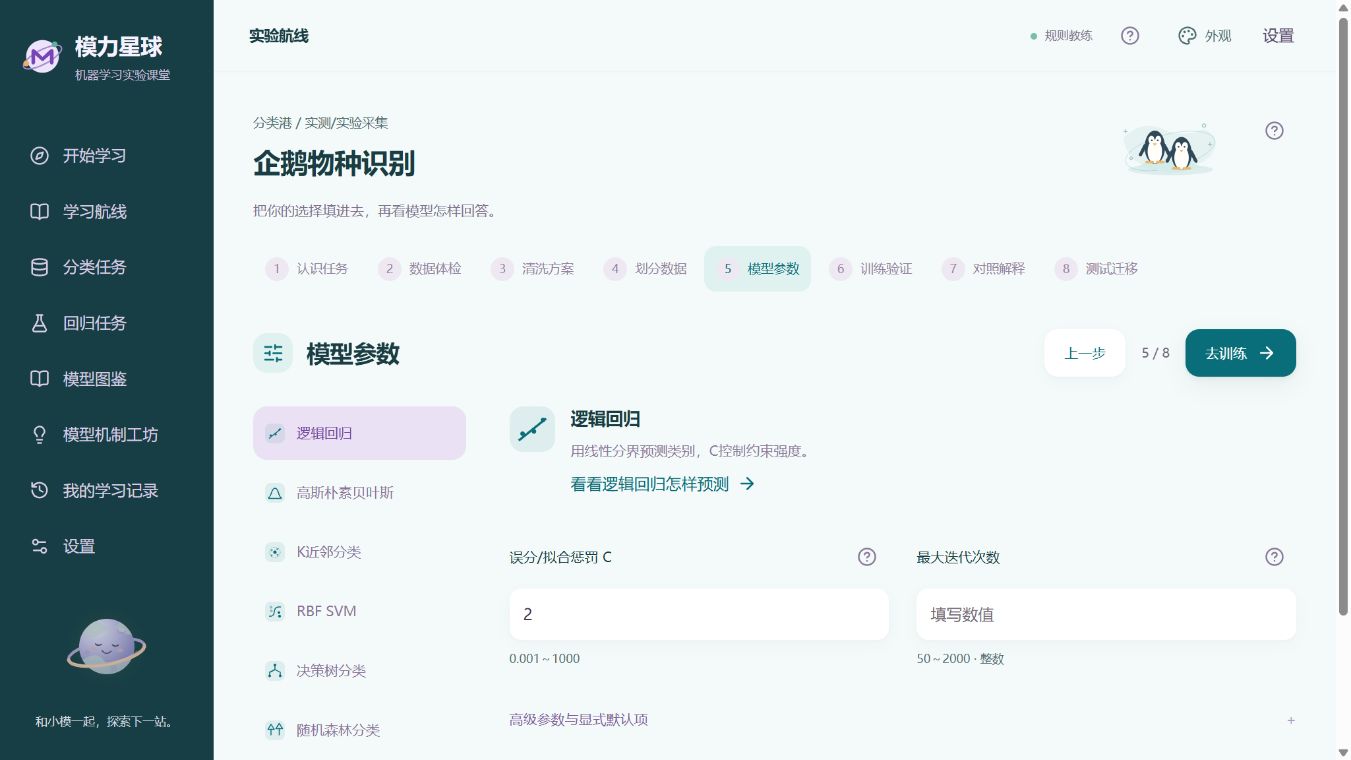 模力星球
机器学习实验课堂
开始学习
学习航线
分类任务
回归任务
模型图鉴
模型机制工坊
我的学习记录
设置
和小模一起，探索下一站。
实验航线
规则教练
?
外观
设置
分类港 / 实测/实验采集
企鹅物种识别
?
把你的选择填进去，再看模型怎样回答。
1 认识任务
2 数据体检
3 清洗方案
4 划分数据
5 模型参数
6 训练验证
7 对照解释
8 测试迁移
模型参数
上一步
5 / 8
去训练
逻辑回归
高斯朴素贝叶斯
K近邻分类
RBF SVM
决策树分类
随机森林分类
逻辑回归
用线性分界预测类别，C控制约束强度。
看看逻辑回归怎样预测
误分/拟合惩罚 C
?
2
0.001 ~ 1000
最大迭代次数
?
填写数值
50 ~ 2000 · 整数
高级参数与显式默认项
+